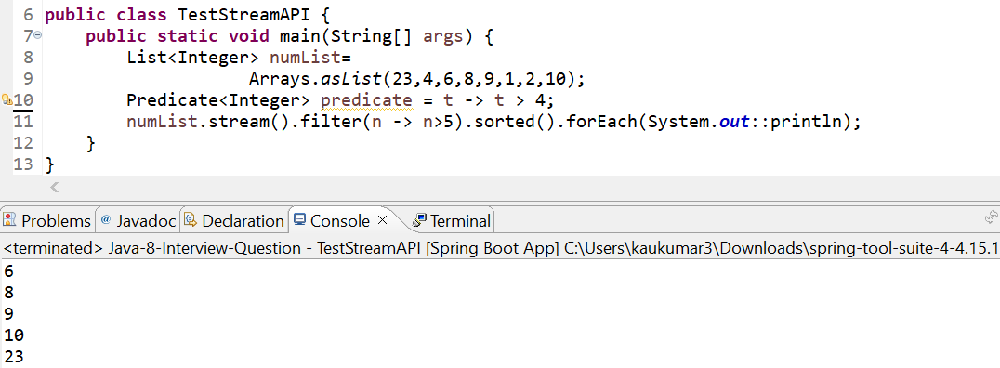 6 public class TestStreamAPI {
7 public static void main(String[] args) {
8 List<Integer> numList=
9 Arrays.asList(23,4,6,8,9,1,2,10);
10 Predicate<Integer> predicate = t -> t > 4;
11 numList.stream().filter(n -> n>5).sorted().forEach(System.out::println);
12 }
13 }
Problems @ Javadoc Declaration Console Terminal
<terminated> Java-8-Interview-Question - TestStreamAPI [Spring Boot App] C:\Users\kaukumar3\Downloads\spring-tool-suite-4-4.15.1
6
8
9
10
23